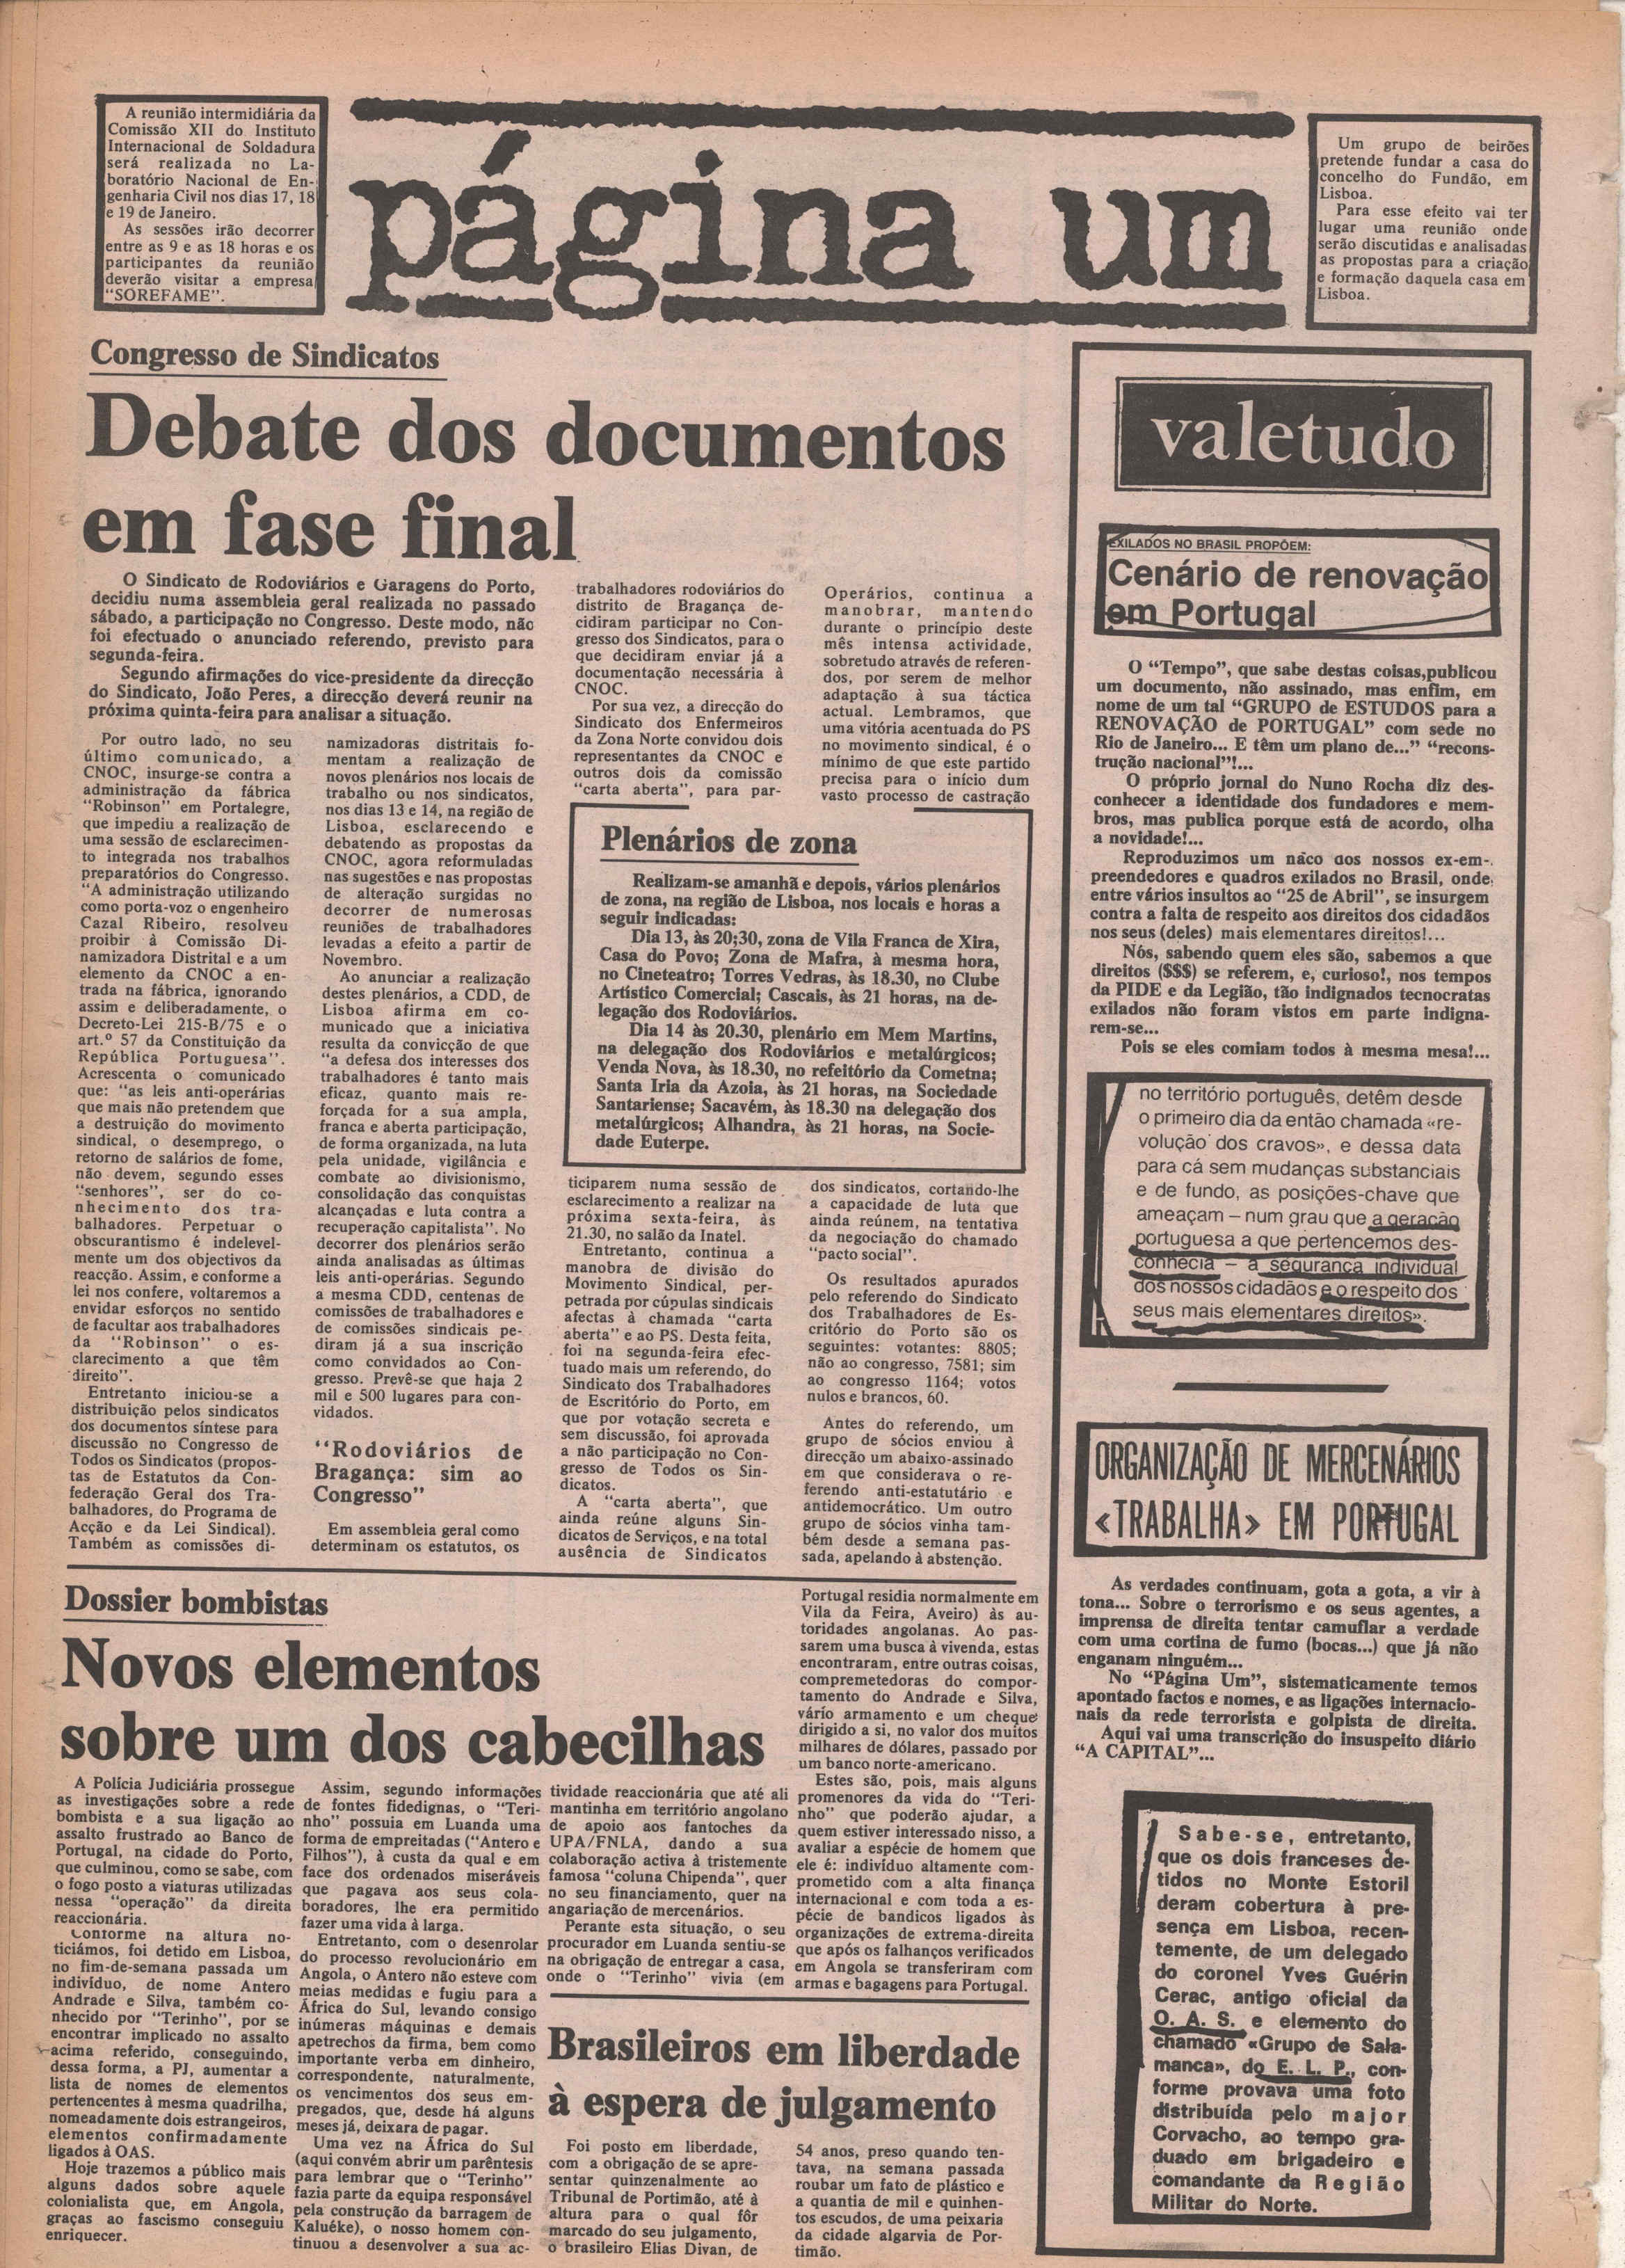 A reunião intermidiária da
Comissão XII do Instituto
Internacional de Soldadura
será realizada no La-
boratório Nacional de En-
genharia Civil nos dias 17, 18
e 19 de Janeiro.
As sessões irão decorrer
entre as 9 e as 18 horas e os
participantes da reunião
deverão visitar a empresa
"SOREFAME".
página um
Um grupo de beirões
pretende fundar a casa do
concelho do Fundão, em
Lisboa.
Para esse efeito vai ter
lugar uma reunião onde
serão discutidas e analisadas
as propostas para a criação
e formação daquela casa em
Lisboa.
Congresso de Sindicatos
Debate dos documentos
em fase final
O Sindicato de Rodoviários e Garagens do Porto,
decidiu numa assembleia geral realizada no passado
sábado, a participação no Congresso. Deste modo, não
foi efectuado o anunciado referendo, previsto para
segunda-feira.
Segundo afirmações do vice-presidente da direcção
do Sindicato, João Peres, a direcção deverá reunir na
próxima quinta-feira para analisar a situação.
Por outro lado, no seu
último comunicado, a
CNOC, insurge-se contra a
administração da fábrica
"Robinson" em Portalegre,
que impediu a realização de
uma sessão de esclarecimen-
to integrada nos trabalhos
preparatórios do Congresso.
"A administração utilizando
como porta-voz o engenheiro
Cazal Ribeiro, resolveu
proibir à Comissão Di-
namizadora Distrital e a um
elemento da CNOC a en-
trada na fábrica, ignorando
assim e deliberadamente, o
Decreto-Lei 215-B/75 e o
art.º 57 da Constituição da
República Portuguesa".
Acrescenta o comunicado
que: "as leis anti-operárias
que mais não pretendem que
a destruição do movimento
sindical, o desemprego, o
retorno de salários de fome,
não devem, segundo esses
"senhores", ser do co-
nhecimento dos tra-
balhadores. Perpetuar o
obscurantismo é indelevel-
mente um dos objectivos da
reacção. Assim, e conforme a
lei nos confere, voltaremos a
envidar esforços no sentido
de facultar aos trabalhadores
da "Robinson" o es-
clarecimento a que têm
direito".
Entretanto iniciou-se a
distribuição pelos sindicatos
dos documentos síntese para
discussão no Congresso de
Todos os Sindicatos (propos-
tas de Estatutos da Con-
federação Geral dos Tra-
balhadores, do Programa de
Acção e da Lei Sindical).
Também as comissões di-
namizadoras distritais fo-
mentam a realização de
novos plenários nos locais de
trabalho ou nos sindicatos,
nos dias 13 e 14, na região de
Lisboa, esclarecendo e
debatendo as propostas da
CNOC, agora reformuladas
nas sugestões e nas propostas
de alteração surgidas no
decorrer de numerosas
reuniões de trabalhadores
levadas a efeito a partir de
Novembro.
Ao anunciar a realização
destes plenários, a CDD, de
Lisboa afirma em co-
municado que a iniciativa
resulta da convicção de que
"a defesa dos interesses dos
trabalhadores é tanto mais
eficaz, quanto mais re-
forçada for a sua ampla,
franca e aberta participação,
de forma organizada, na luta
pela unidade, vigilância e
combate ao divisionismo,
consolidação das conquistas
alcançadas e luta contra a
recuperação capitalista". No
decorrer dos plenários serão
ainda analisadas as últimas
leis anti-operárias. Segundo
a mesma CDD, centenas de
comissões de trabalhadores e
de comissões sindicais pe-
diram já a sua inscrição
como convidados ao Con-
gresso. Prevê-se que haja 2
mil e 500 lugares para con-
vidados.
"Rodoviários de
Bragança: sim ao
Congresso"
Em assembleia geral como
determinam os estatutos, os
trabalhadores rodoviários do
distrito de Bragança de-
cidiram participar no Con-
gresso dos Sindicatos, para o
que decidiram enviar já a
documentação necessária à
CNOC.
Por sua vez, a direcção do
Sindicato dos Enfermeiros
da Zona Norte convidou dois
representantes da CNOC e
outros dois da comissão
"carta aberta", para par-
Operários, continua a
manobrar, mantendo
durante o princípio deste
mês intensa actividade,
sobretudo através de referen-
dos, por serem de melhor
adaptação à sua táctica
actual. Lembramos, que
uma vitória acentuada do PS
no movimento sindical, é o
mínimo de que este partido
precisa para o início dum
vasto processo de castração
Plenários de zona
Realizam-se amanhã e depois, vários plenários
de zona, na região de Lisboa, nos locais e horas a
seguir indicadas:
Dia 13, às 20;30, zona de Vila Franca de Xira,
Casa do Povo; Zona de Mafra, à mesma hora,
no Cineteatro; Torres Vedras, às 18.30, no Clube
Artístico Comercial; Cascais, às 21 horas, na de-
legação dos Rodoviários.
Dia 14 às 20.30, plenário em Mem Martins,
na delegação dos Rodoviários e metalúrgicos;
Venda Nova, às 18.30, no refeitório da Cometna;
Santa Iria da Azoia, às 21 horas, na Sociedade
Santariense; Sacavém, às 18.30 na delegação dos
metalúrgicos; Alhandra, às 21 horas, na Socie-
dade Euterpe.
ticiparem numa sessão de
esclarecimento a realizar na
próxima sexta-feira, às
21.30, no salão da Inatel.
Entretanto, continua a
manobra de divisão do
Movimento Sindical, per-
petrada por cúpulas sindicais
afectas à chamada "carta
aberta" e ao PS. Desta feita,
foi na segunda-feira efec-
tuado mais um referendo, do
Sindicato dos Trabalhadores
de Escritório do Porto, em
que por votação secreta e
sem discussão, foi aprovada
a não participação no Con-
gresso de Todos os Sin-
dicatos.
A "carta aberta", que
ainda reúne alguns Sin-
dicatos de Serviços, e na total
ausência de Sindicatos
dos sindicatos, cortando-lhe
a capacidade de luta que
ainda reúnem, na tentativa
da negociação do chamado
"pacto social".
Os resultados apurados
pelo referendo do Sindicato
dos Trabalhadores de Es-
critório do Porto são os
seguintes: votantes: 8805;
não ao congresso, 7581; sim
ao congresso 1164; votos
nulos e brancos, 60.
Antes do referendo, um
grupo de sócios enviou à
direcção um abaixo-assinado
em que considerava o re-
ferendo anti-estatutário e
antidemocrático. Um outro
grupo de sócios vinha tam-
bém desde a semana pas-
sada, apelando à abstenção.
Dossier bombistas
Novos elementos
sobre um dos cabecilhas
A Polícia Judiciária prossegue
as investigações sobre a rede
bombista e a sua ligação ao
assalto frustrado ao Banco de
Portugal, na cidade do Porto,
que culminou, como se sabe, com
o fogo posto a viaturas utilizadas
nessa "operação" da direita
reaccionária.
Conforme na altura no-
ticiámos, foi detido em Lisboa,
no fim-de-semana passada um
indivíduo, de nome Antero
Andrade e Silva, também co-
nhecido por "Terinho", por se
encontrar implicado no assalto
acima referido, conseguindo,
dessa forma, a PJ, aumentar a
lista de nomes de elementos
pertencentes à mesma quadrilha,
nomeadamente dois estrangeiros,
elementos confirmadamente
ligados à OAS.
Hoje trazemos a público mais
alguns dados sobre aquele
colonialista que, em Angola,
graças ao fascismo conseguiu
enriquecer.
Assim, segundo informações
de fontes fidedignas, o "Teri-
nho" possuia em Luanda uma
forma de empreitadas ("Antero e
Filhos"), à custa da qual e em
face dos ordenados miseráveis
que pagava aos seus cola-
boradores, lhe era permitido
fazer uma vida à larga.
Entretanto, com o desenrolar
do processo revolucionário em
Angola, o Antero não esteve com
meias medidas e fugiu para a
África do Sul, levando consigo
inúmeras máquinas e demais
apetrechos da firma, bem como
importante verba em dinheiro,
correspondente, naturalmente,
os vencimentos dos seus em-
pregados, que, desde há alguns
meses já, deixara de pagar.
Uma vez na África do Sul
(aqui convém abrir um parêntesis
para lembrar que o "Terinho"
fazia parte da equipa responsável
pela construção da barragem de
Kaluéke), o nosso homem con-
tinuou a desenvolver a sua ac-
tividade reaccionária que até ali
mantinha em território angolano
de apoio aos fantoches da
UPA/FNLA, dando a sua
colaboração activa à tristemente
famosa "coluna Chipenda", quer
no seu financiamento, quer na
angariação de mercenários.
Perante esta situação, o seu
procurador em Luanda sentiu-se
na obrigação de entregar a casa,
onde o "Terinho" vivia (em
Portugal residia normalmente em
Vila da Feira, Aveiro) às au-
toridades angolanas. Ao pas-
sarem uma busca à vivenda, estas
encontraram, entre outras coisas,
compremetedoras do compor-
tamento do Andrade e Silva,
vário armamento e um cheque
dirigido a si, no valor dos muitos
milhares de dólares, passado por
um banco norte-americano.
Estes são, pois, mais alguns
promenores da vida do "Teri-
nho" que poderão ajudar, a
quem estiver interessado nisso, a
avaliar a espécie de homem que
ele é: indivíduo altamente com-
prometido com a alta finança
internacional e com toda a es-
pécie de bandicos ligados às
organizações de extrema-direita
que após os falhanços verificados
em Angola se transferiram com
armas e bagagens para Portugal.
Brasileiros em liberdade
à espera de julgamento
Foi posto em liberdade,
com a obrigação de se apre-
sentar quinzenalmente ao
Tribunal de Portimão, até à
altura para o qual fôr
marcado do seu julgamento,
o brasileiro Elias Divan, de
54 anos, preso quando ten-
tava, na semana passada
roubar um fato de plástico e
a quantia de mil e quinhen-
tos escudos, de uma peixaria
da cidade algarvia de Por-
timão.
valetudo
EXILADOS NO BRASIL PROPÕEM:
Cenário de renovação
em Portugal
O "Tempo", que sabe destas coisas,publicou
um documento, não assinado, mas enfim, em
nome de um tal "GRUPO de ESTUDOS para a
RENOVAÇÃO de PORTUGAL" com sede no
Rio de Janeiro... E têm um plano de..." "recons-
trução nacional"!...
O próprio jornal do Nuno Rocha diz des-
conhecer a identidade dos fundadores e mem-
bros, mas publica porque está de acordo, olha
a novidade!...
Reproduzimos um naco dos nossos ex-em-
preendedores e quadros exilados no Brasil, onde
entre vários insultos ao "25 de Abril", se insurgem
contra a falta de respeito aos direitos dos cidadãos
nos seus (deles) mais elementares direitos!...
Nós, sabendo quem eles são, sabemos a que
direitos ($$$) se referem, e, curioso!, nos tempos
da PIDE e da Legião, tão indignados tecnocratas
exilados não foram vistos em parte indigna-
rem-se...
Pois se eles comiam todos à mesma mesa!...
no território português, detêm desde
o primeiro dia da então chamada «re-
volução dos cravos», e dessa data
para cá sem mudanças substanciais
e de fundo, as posições-chave que
ameaçam – num grau que a geração
portuguesa a que pertencemos des-
conhecia – a segurança individual
dos nossos cidadãos e o respeito dos
seus mais elementares direitos».
ORGANIZAÇÃO DE MERCENÁRIOS
«TRABALHA» EM PORTUGAL
As verdades continuam, gota a gota, a vir à
tona... Sobre o terrorismo e os seus agentes, a
imprensa de direita tentar camuflar a verdade
com uma cortina de fumo (bocas...) que já não
enganam ninguém...
No "Página Um", sistematicamente temos
apontado factos e nomes, e as ligações internacio-
nais da rede terrorista e golpista de direita.
Aqui vai uma transcrição do insuspeito diário
"A CAPITAL"...
Sabe-se, entretanto,
que os dois franceses de-
tidos no Monte Estoril
deram cobertura à pre-
sença em Lisboa, recen-
temente, de um delegado
do coronel Yves Guérin
Cerac, antigo oficial da
O. A. S. e elemento do
chamado «Grupo de Sala-
manca», do E. L. P., con-
forme provava uma foto
distribuída pelo major
Corvacho, ao tempo gra-
duado em brigadeiro e
comandante da Região
Militar do Norte.